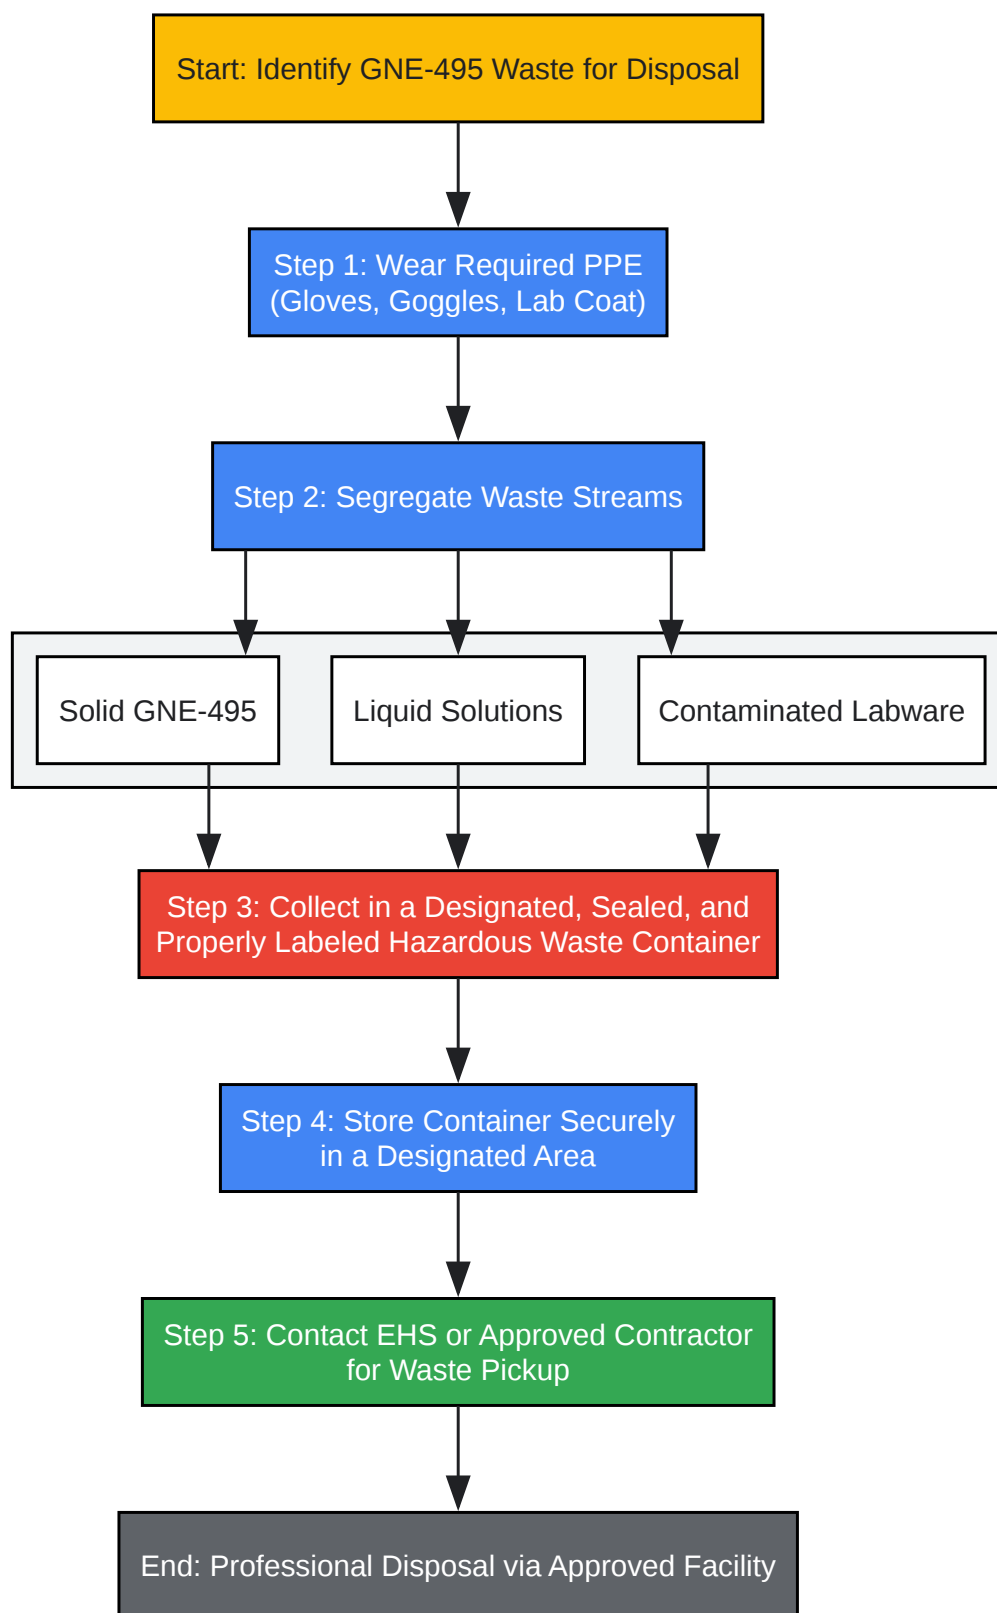 Start: Identify GNE-495 Waste for Disposal
Step 1: Wear Required PPE
(Gloves, Goggles, Lab Coat)
Step 2: Segregate Waste Streams
Solid GNE-495
Liquid Solutions
Contaminated Labware
Step 3: Collect in a Designated, Sealed, and
Properly Labeled Hazardous Waste Container
Step 4: Store Container Securely
in a Designated Area
Step 5: Contact EHS or Approved Contractor
for Waste Pickup
End: Professional Disposal via Approved Facility